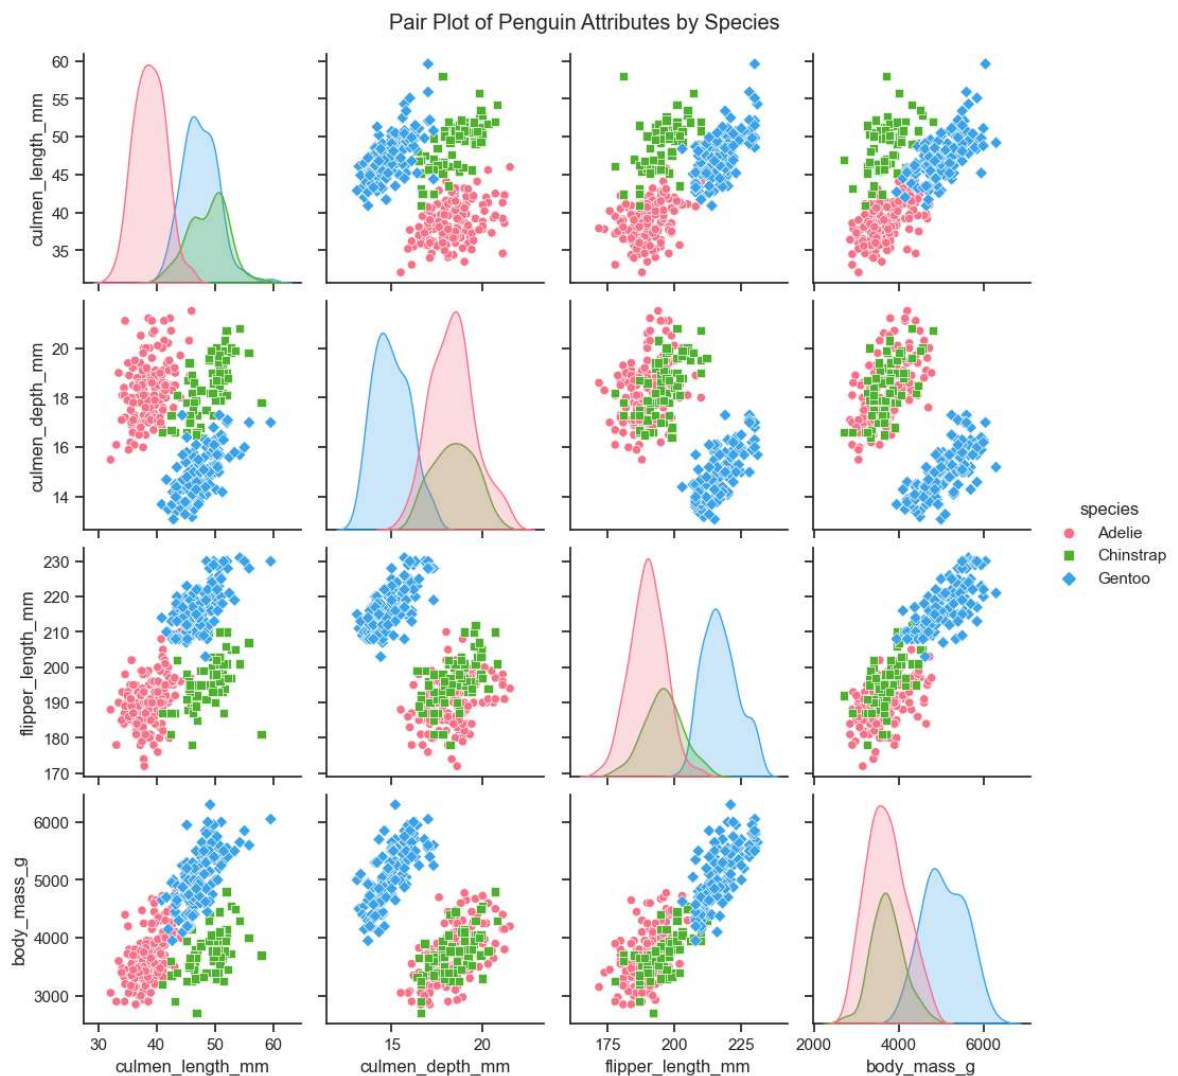 Pair Plot of Penguin Attributes by Species
60
55
50
45
40
35
culmen_length_mm
20
18
16
14
culmen_depth_mm
species
Adelie
Chinstrap
Gentoo
230
220
210
200
190
180
170
flipper_length_mm
6000
5000
4000
3000
body_mass_g
30 40 50 60
15 20
175 200 225
2000 4000 6000
culmen_length_mm culmen_depth_mm flipper_length_mm body_mass_g